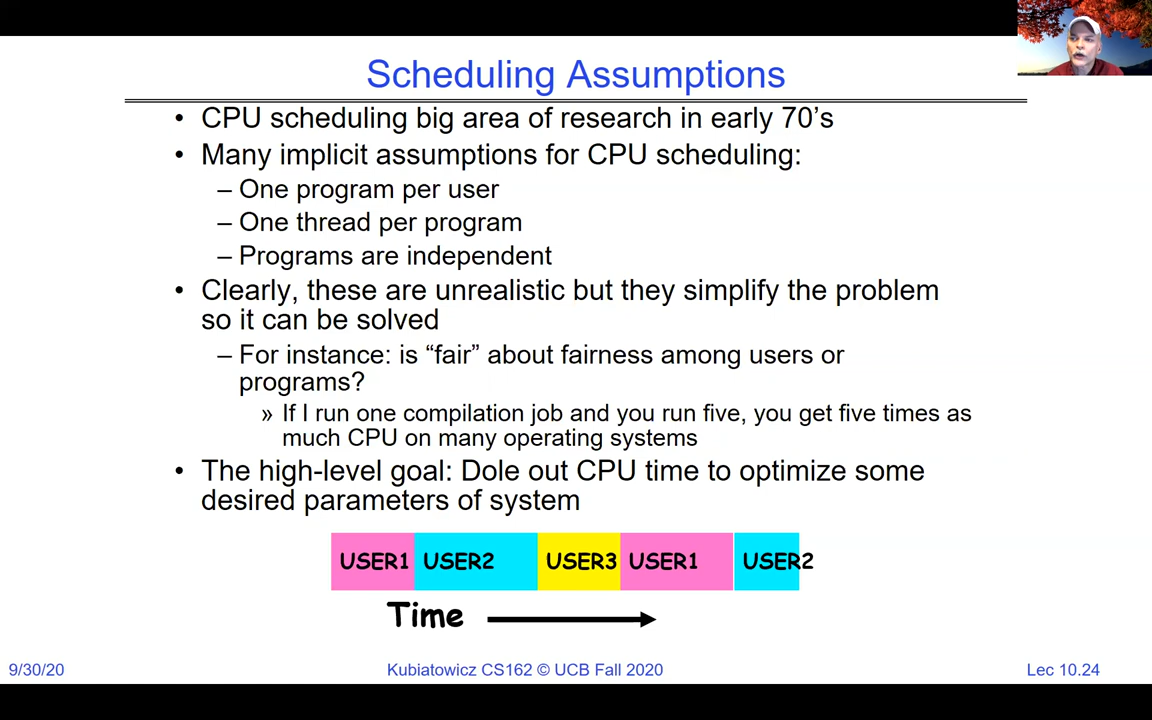 Scheduling Assumptions
• CPU scheduling big area of research in early 70’s
• Many implicit assumptions for CPU scheduling:
– One program per user
– One thread per program
– Programs are independent
• Clearly, these are unrealistic but they simplify the problem
so it can be solved
– For instance: is “fair” about fairness among users or
programs?
» If I run one compilation job and you run five, you get five times as
much CPU on many operating systems
• The high-level goal: Dole out CPU time to optimize some
desired parameters of system
USER1 USER2 USER3 USER1 USER2
Time
9/30/20 Kubiatowicz CS162 © UCB Fall 2020 Lec 10.24